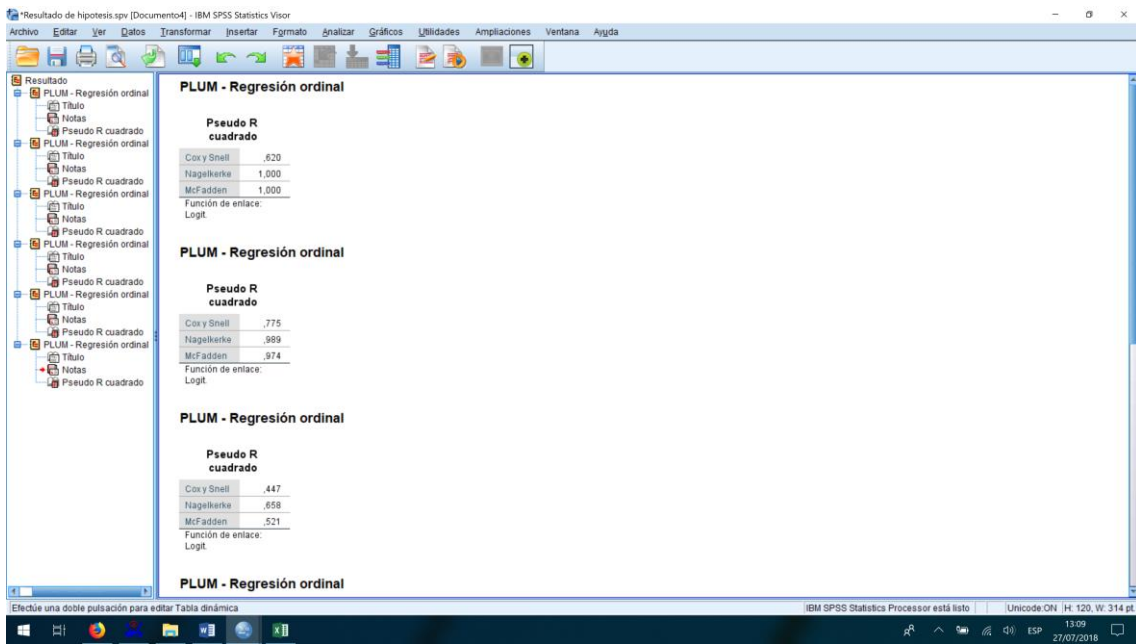 *Resultado de hipotesis.spv [Documento4] - IBM SPSS Statistics Visor
Archivo Editar Ver Datos Transformar Insertar Formato Analizar Gráficos Utilidades Ampliaciones Ventana Ayuda
Resultado
PLUM - Regresión ordinal
Título
Notas
Pseudo R cuadrado
PLUM - Regresión ordinal
Título
Notas
Pseudo R cuadrado
PLUM - Regresión ordinal
Título
Notas
Pseudo R cuadrado
PLUM - Regresión ordinal
Título
Notas
Pseudo R cuadrado
PLUM - Regresión ordinal
Título
Notas
Pseudo R cuadrado
PLUM - Regresión ordinal
Título
Notas
Pseudo R cuadrado
PLUM - Regresión ordinal
Pseudo R
cuadrado
Cox y Snell ,620
Nagelkerke 1,000
McFadden 1,000
Función de enlace:
Logit.
PLUM - Regresión ordinal
Pseudo R
cuadrado
Cox y Snell ,775
Nagelkerke ,989
McFadden ,974
Función de enlace:
Logit.
PLUM - Regresión ordinal
Pseudo R
cuadrado
Cox y Snell ,447
Nagelkerke ,658
McFadden ,521
Función de enlace:
Logit.
PLUM - Regresión ordinal
Efectúe una doble pulsación para editar Tabla dinámica
IBM SPSS Statistics Processor está listo Unicode:ON H: 120, W: 314 pt.
ESP
13:09
27/07/2018